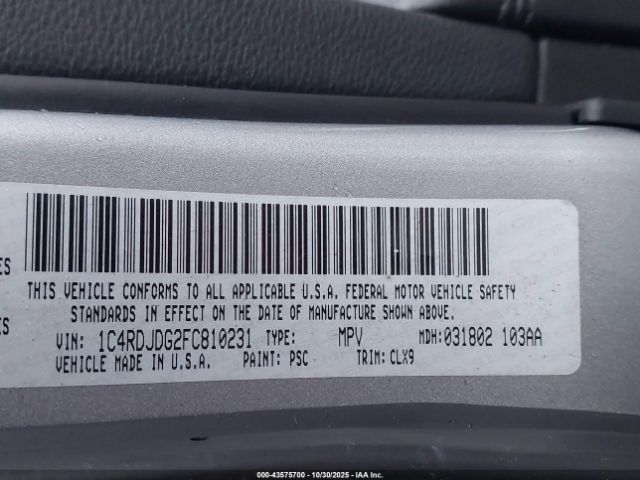 ES THIS VEHICLE CONFORMS TO ALL APPLICABLE U.S.A. FEDERAL MOTOR VEHICLE SAFETY
STANDARDS IN EFFECT ON THE DATE OF MANUFACTURE SHOWN ABOVE.
ES VIN: 1C4RDJDG2FC810231 TYPE: MPV MDH:031802 103AA
VEHICLE MADE IN U.S.A. PAINT: PSC TRIM: CLX9
000-43575700 - 10/30/2025 - IAA Inc.